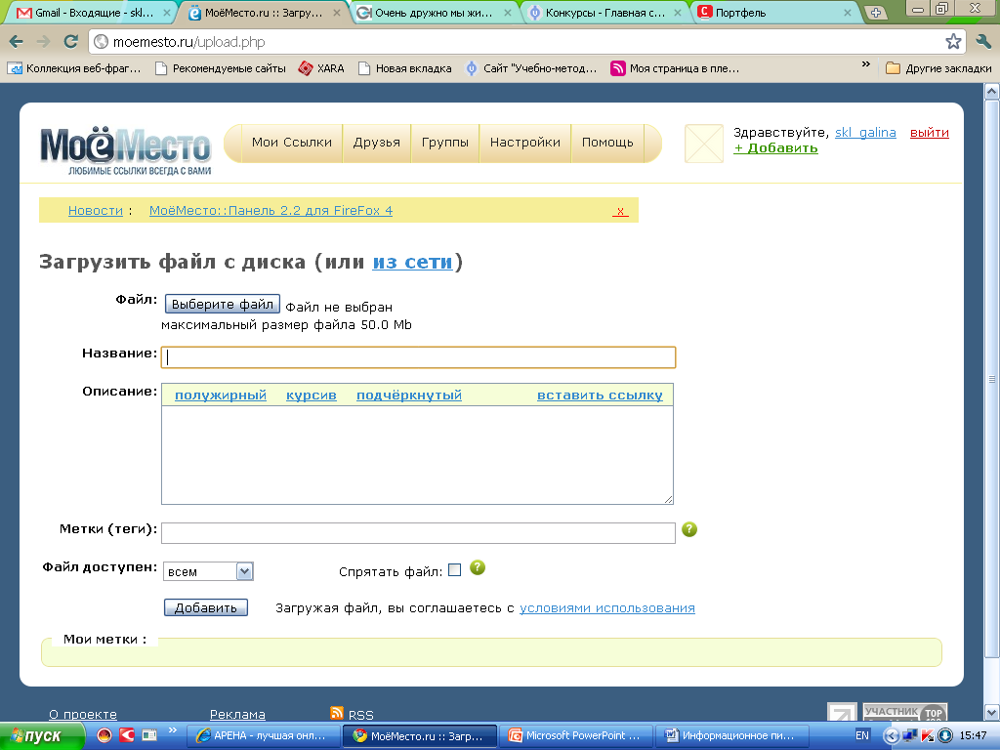 Gmail - Входящие - skl...
МоёМесто.ru :: Загру...
Очень дружно мы жи...
Конкурсы - Главная с...
Портфель
moemesto.ru/upload.php
Коллекция веб-фраг...
Рекомендуемые сайты
XARA
Новая вкладка
Сайт "Учебно-метод...
Моя страница в пле...
»
Другие закладки
МоёМесто
ЛЮБИМЫЕ ССЫЛКИ ВСЕГДА С ВАМИ
Мои Ссылки
Друзья
Группы
Настройки
Помощь
Здравствуйте, skl_galina выйти
+ Добавить
Новости : МоёМесто::Панель 2.2 для FireFox 4 x
Загрузить файл с диска (или из сети)
Файл: Выберите файл Файл не выбран
максимальный размер файла 50.0 Mb
Название:
Описание: полужирный курсив подчёркнутый вставить ссылку
Метки (теги): ?
Файл доступен: всем Спрятать файл: ?
Добавить Загружая файл, вы соглашаетесь с условиями использования
Мои метки :
О проекте
Реклама
RSS
УЧАСТНИК TOP
пуск
»
АРЕНА - лучшая онл...
МоёМесто.ru :: Загр...
Microsoft PowerPoint ...
Информационное пи...
EN
15:47